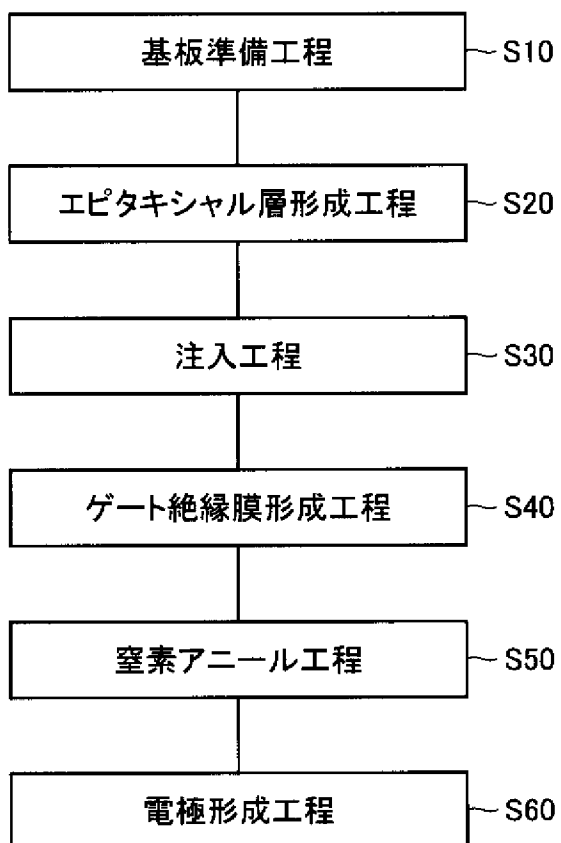 基板準備工程 S10
エピタキシャル層形成工程 S20
注入工程 S30
ゲート絶縁膜形成工程 S40
窒素アニール工程 S50
電極形成工程 S60